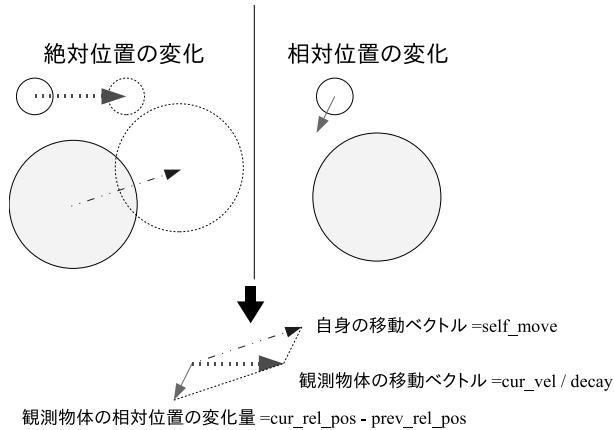 絶対位置の変化
相対位置の変化
自身の移動ベクトル =self_move
観測物体の移動ベクトル =cur_vel / decay
観測物体の相対位置の変化量 =cur_rel_pos - prev_rel_pos